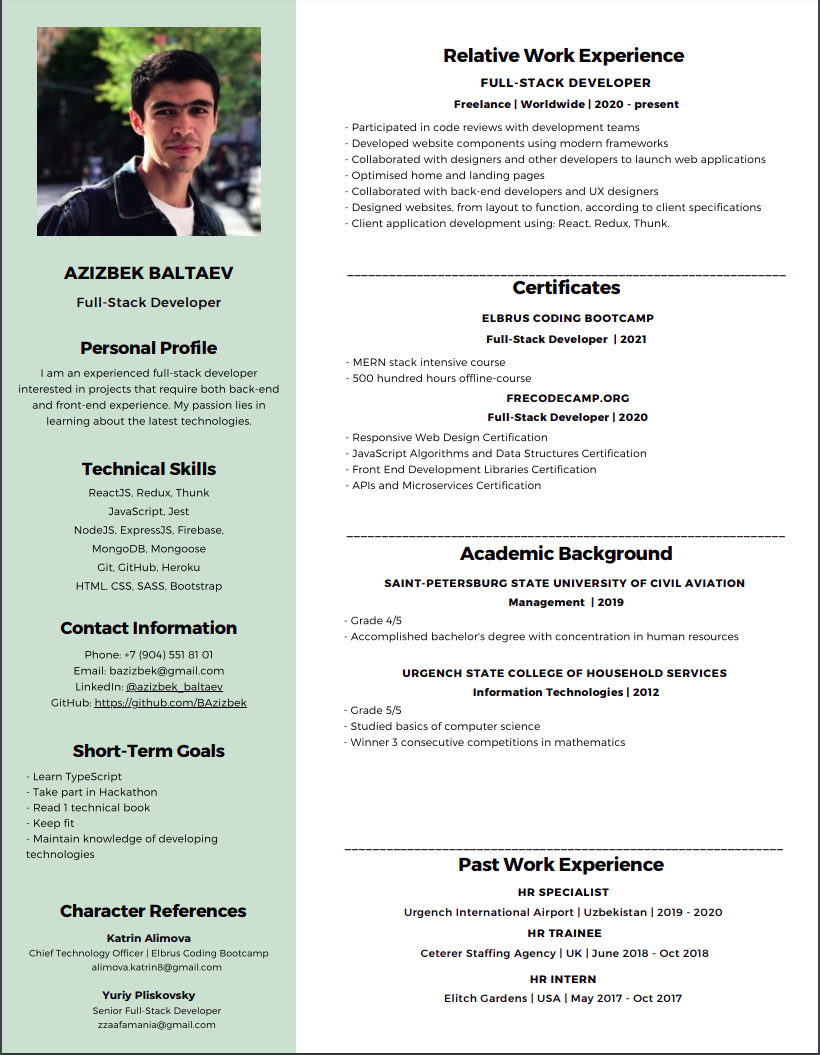 AZIZBEK BALTAEV
Full-Stack Developer
Personal Profile
I am an experienced full-stack developer
interested in projects that require both back-end
and front-end experience. My passion lies in
learning about the latest technologies.
Technical Skills
ReactJS, Redux, Thunk
JavaScript, Jest
NodeJS, ExpressJS, Firebase,
MongoDB, Mongoose
Git, GitHub, Heroku
HTML, CSS, SASS, Bootstrap
Contact Information
Phone: +7 (904) 551 81 01
Email: bazizbek@gmail.com
LinkedIn: @azizbek_baltaev
GitHub: https://github.com/BAzizbek
Short-Term Goals
- Learn TypeScript
- Take part in Hackathon
- Read 1 technical book
- Keep fit
- Maintain knowledge of developing
technologies
Character References
Katrin Alimova
Chief Technology Officer | Elbrus Coding Bootcamp
alimova.katrin8@gmail.com
Yuriy Pliskovsky
Senior Full-Stack Developer
zzaafamania@gmail.com
Relative Work Experience
FULL-STACK DEVELOPER
Freelance | Worldwide | 2020 - present
- Participated in code reviews with development teams
- Developed website components using modern frameworks
- Collaborated with designers and other developers to launch web applications
- Optimised home and landing pages
- Collaborated with back-end developers and UX designers
- Designed websites, from layout to function, according to client specifications
- Client application development using: React, Redux, Thunk.
Certificates
ELBRUS CODING BOOTCAMP
Full-Stack Developer | 2021
- MERN stack intensive course
- 500 hundred hours offline-course
FRECODECAMP.ORG
Full-Stack Developer | 2020
- Responsive Web Design Certification
- JavaScript Algorithms and Data Structures Certification
- Front End Development Libraries Certification
- APIs and Microservices Certification
Academic Background
SAINT-PETERSBURG STATE UNIVERSITY OF CIVIL AVIATION
Management | 2019
- Grade 4/5
- Accomplished bachelor's degree with concentration in human resources
URGENCH STATE COLLEGE OF HOUSEHOLD SERVICES
Information Technologies | 2012
- Grade 5/5
- Studied basics of computer science
- Winner 3 consecutive competitions in mathematics
Past Work Experience
HR SPECIALIST
Urgench International Airport | Uzbekistan | 2019 - 2020
HR TRAINEE
Ceterer Staffing Agency | UK | June 2018 - Oct 2018
HR INTERN
Elitch Gardens | USA | May 2017 - Oct 2017